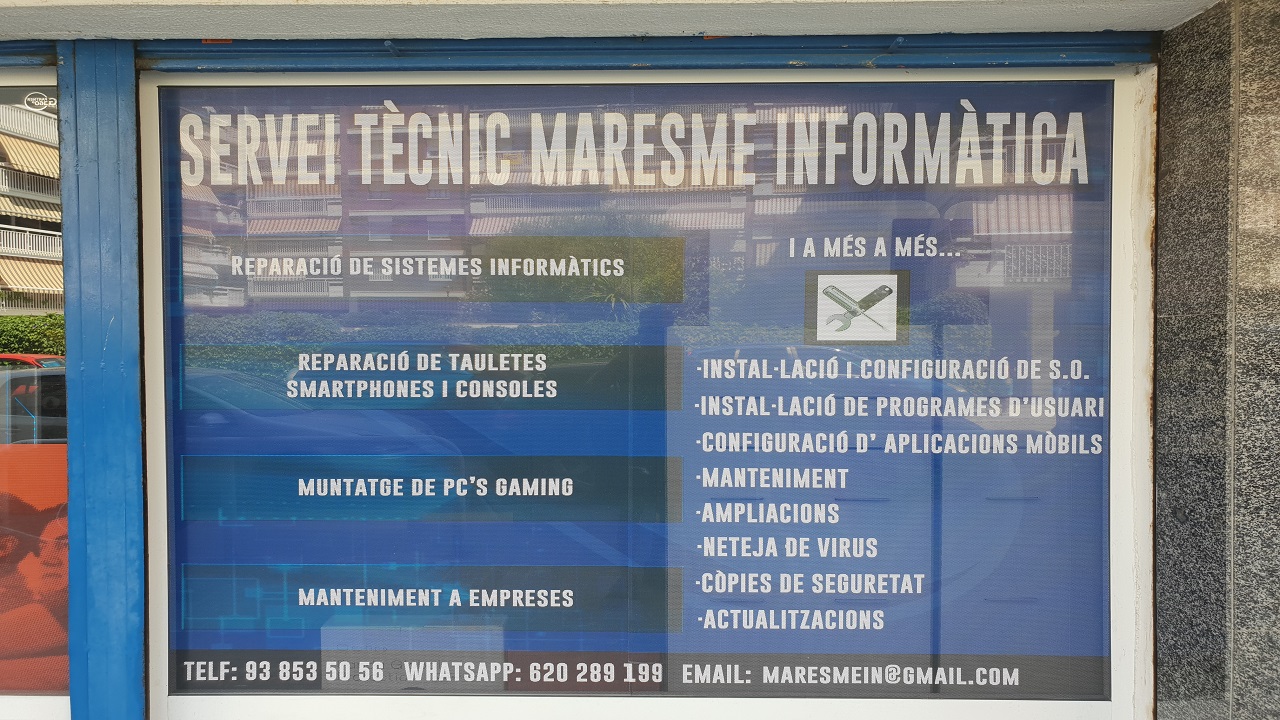 SERVEI TÈCNIC MARESME INFORMÀTICA
REPARACIÓ DE SISTEMES INFORMÀTICS
REPARACIÓ DE TAULETES
SMARTPHONES I CONSOLES
MUNTATGE DE PC'S GAMING
MANTENIMENT A EMPRESES
I A MÉS A MÉS...
·INSTAL·LACIÓ I CONFIGURACIÓ DE S.O.
·INSTAL·LACIÓ DE PROGRAMES D'USUARI
·CONFIGURACIÓ D' APLICACIONS MÒBILS
·MANTENIMENT
·AMPLIACIONS
·NETEJA DE VIRUS
·CÒPIES DE SEGURETAT
·ACTUALITZACIONS
TELF: 93 853 50 56 WHATSAPP: 620 289 199 EMAIL: MARESMEIN@GMAIL.COM